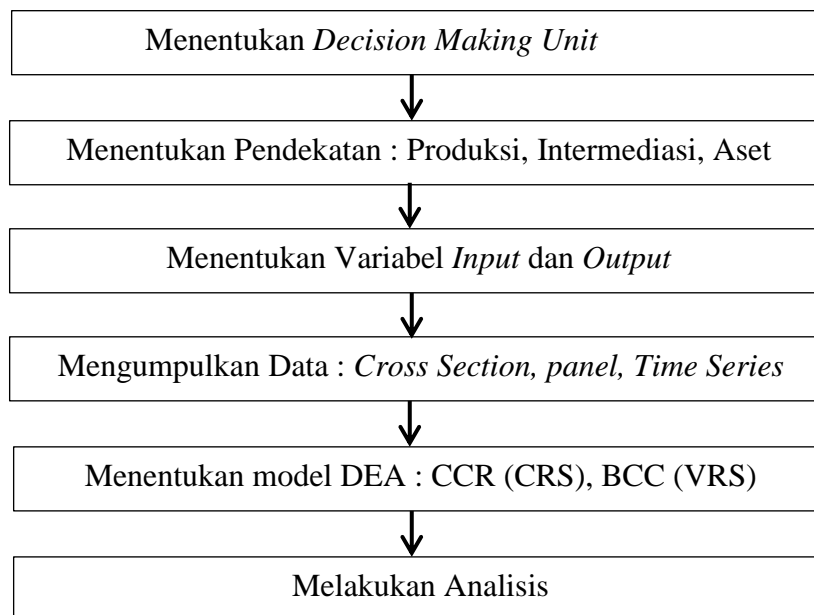 Menentukan Decision Making Unit
Menentukan Pendekatan : Produksi, Intermediasi, Aset
Menentukan Variabel Input dan Output
Mengumpulkan Data : Cross Section, panel, Time Series
Menentukan model DEA : CCR (CRS), BCC (VRS)
Melakukan Analisis